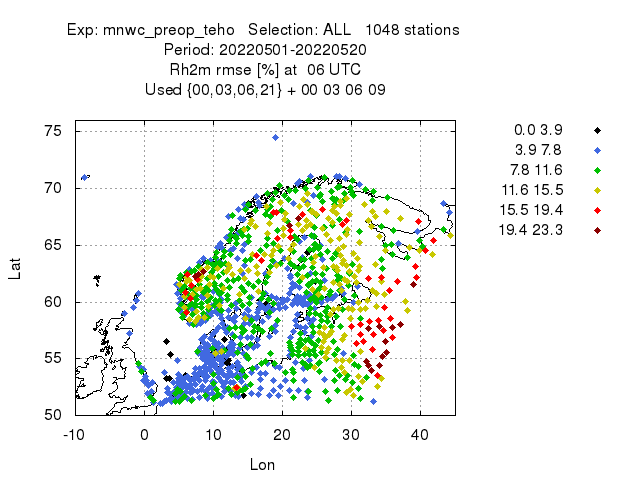 Exp: mnwc_preop_teho Selection: ALL 1048 stations
Period: 20220501-20220520
Rh2m rmse [%] at 06 UTC
Used {00,03,06,21} + 00 03 06 09
75
70
65
60
55
50
-10 0 10 20 30 40
Lat
Lon
0.0 3.9
3.9 7.8
7.8 11.6
11.6 15.5
15.5 19.4
19.4 23.3